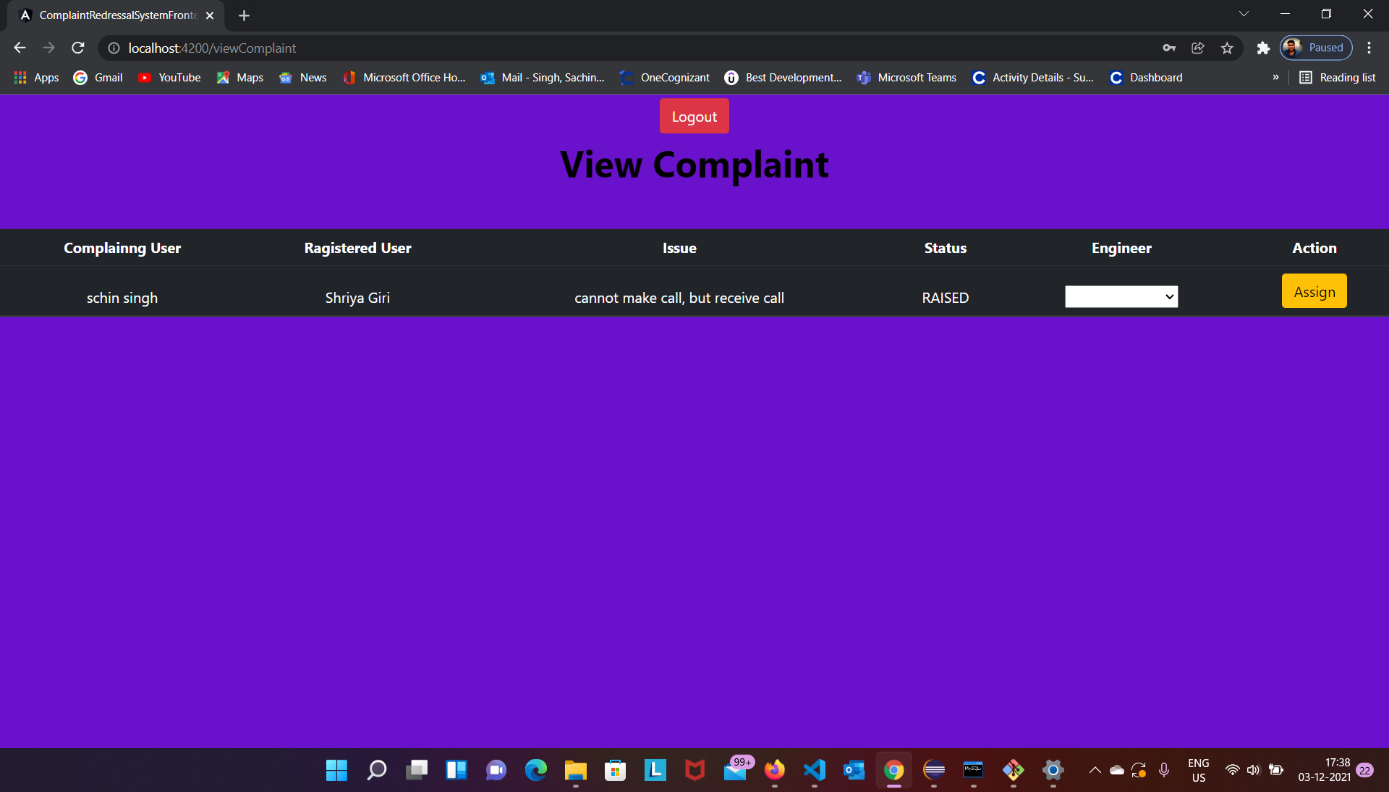 ComplaintRedressalSystemFronte
localhost:4200/viewComplaint
Paused
Apps Gmail YouTube Maps News Microsoft Office Ho... Mail - Singh, Sachin... OneCognizant Best Development... Microsoft Teams Activity Details - Su... Dashboard » Reading list
Logout
View Complaint
Complainng User Ragistered User Issue Status Engineer Action
schin singh Shriya Giri cannot make call, but receive call RAISED Assign
99+
ENG 17:38
US 03-12-2021 22